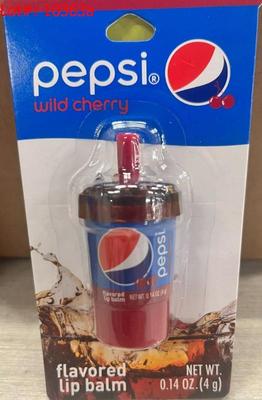 pepsi®
wild cherry
pepsi
flavored
lip balm
NET WT. 0.14 OZ (4 g)
flavored
lip balm
NET WT.
0.14 OZ. (4 g)